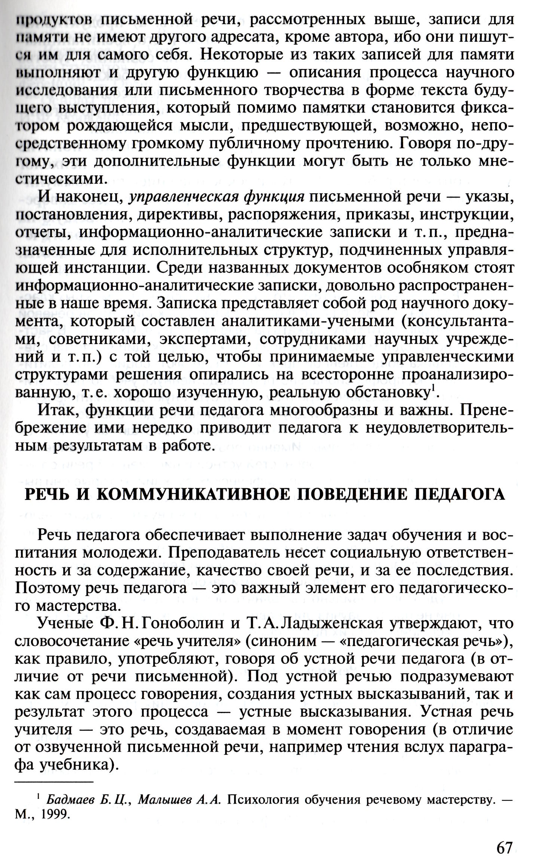 продуктов письменной речи, рассмотренных выше, записи для
памяти не имеют другого адресата, кроме автора, ибо они пишут-
ся им для самого себя. Некоторые из таких записей для памяти
выполняют и другую функцию — описания процесса научного
исследования или письменного творчества в форме текста буду-
щего выступления, который помимо памятки становится фикса-
тором рождающейся мысли, предшествующей, возможно, непо-
средственному громкому публичному прочтению. Говоря по-дру-
гому, эти дополнительные функции могут быть не только мне-
стическими.
И наконец, управленческая функция письменной речи — указы,
постановления, директивы, распоряжения, приказы, инструкции,
отчеты, информационно-аналитические записки и т.п., предна-
значенные для исполнительных структур, подчиненных управля-
ющей инстанции. Среди названных документов особняком стоят
информационно-аналитические записки, довольно распространен-
ные в наше время. Записка представляет собой род научного доку-
мента, который составлен аналитиками-учеными (консультанта-
ми, советниками, экспертами, сотрудниками научных учрежде-
ний и т.п.) с той целью, чтобы принимаемые управленческими
структурами решения опирались на всесторонне проанализиро-
ванную, т.е. хорошо изученную, реальную обстановку¹.
Итак, функции речи педагога многообразны и важны. Прене-
брежение ими нередко приводит педагога к неудовлетворитель-
ным результатам в работе.
РЕЧЬ И КОММУНИКАТИВНОЕ ПОВЕДЕНИЕ ПЕДАГОГА
Речь педагога обеспечивает выполнение задач обучения и вос-
питания молодежи. Преподаватель несет социальную ответствен-
ность и за содержание, качество своей речи, и за ее последствия.
Поэтому речь педагога — это важный элемент его педагогическо-
го мастерства.
Ученые Ф.Н.Гоноболин и Т.А.Ладыженская утверждают, что
словосочетание «речь учителя» (синоним — «педагогическая речь»),
как правило, употребляют, говоря об устной речи педагога (в от-
личие от речи письменной). Под устной речью подразумевают
как сам процесс говорения, создания устных высказываний, так и
результат этого процесса — устные высказывания. Устная речь
учителя — это речь, создаваемая в момент говорения (в отличие
от озвученной письменной речи, например чтения вслух парагра-
фа учебника).
¹ Бадмаев Б.Ц., Малышев А.А. Психология обучения речевому мастерству. —
М., 1999.
67